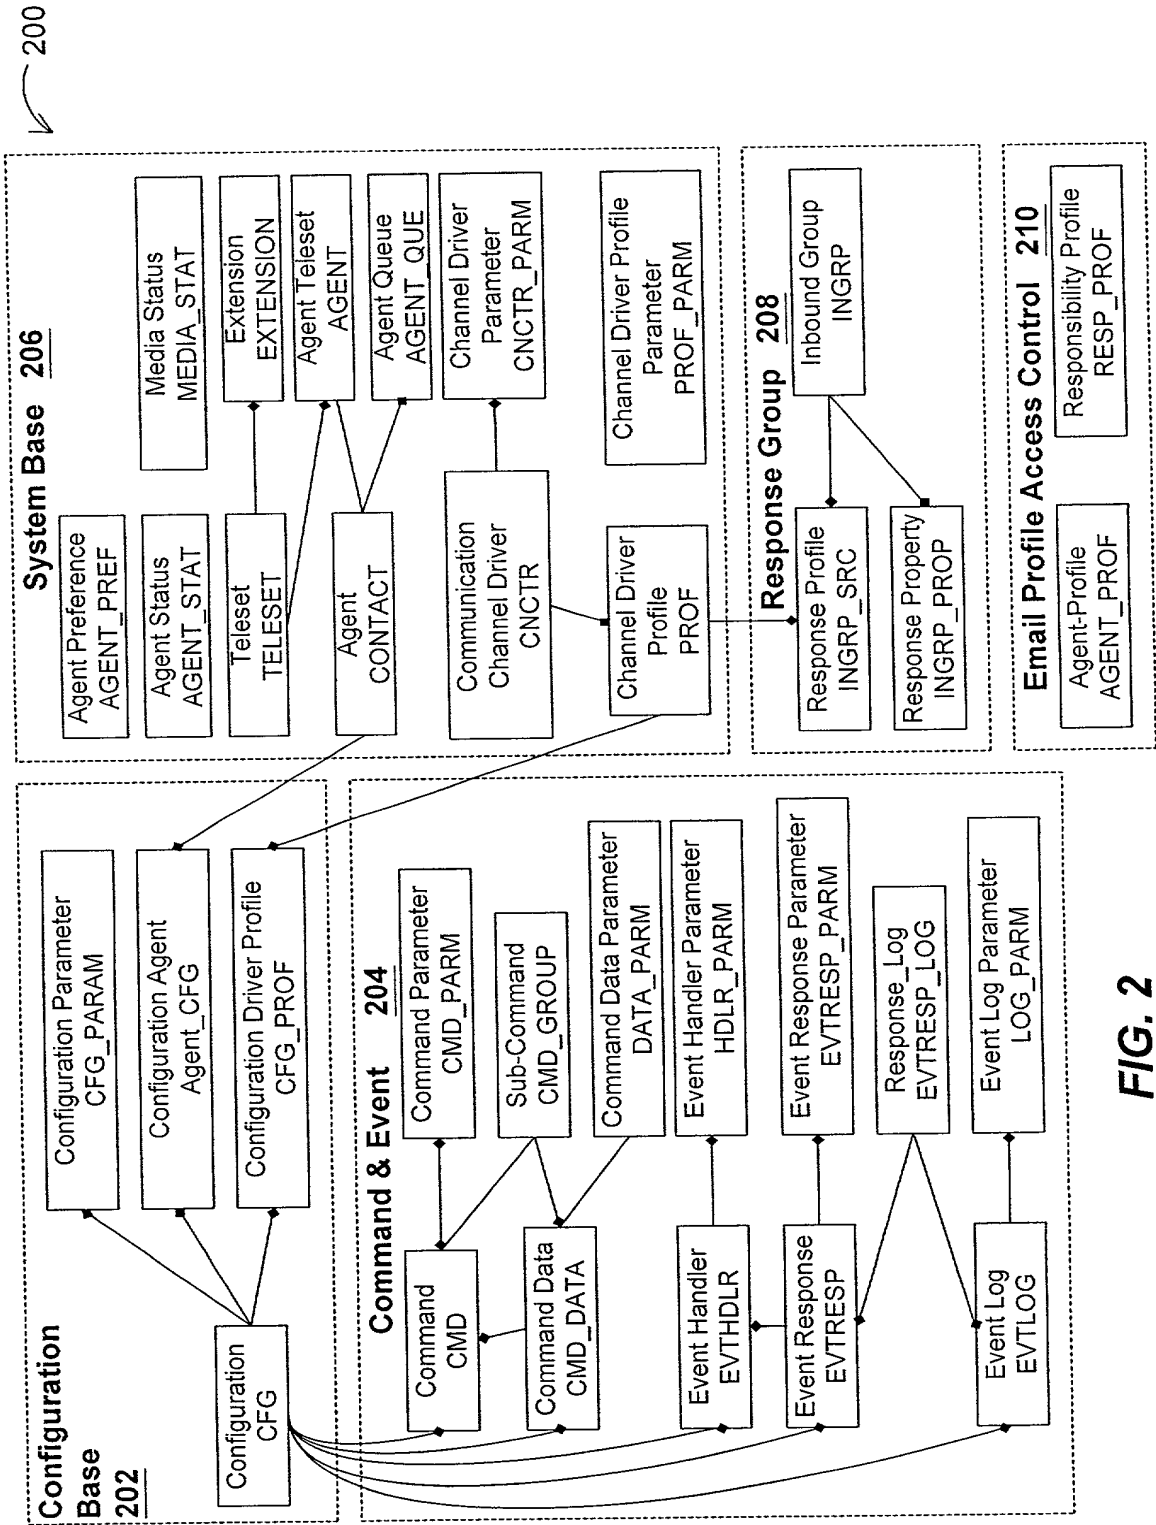 200
Configuration
Base
202
Configuration
CFG
Configuration Parameter
CFG_PARAM
Configuration Agent
Agent_CFG
Configuration Driver Profile
CFG_PROF
System Base 206
Agent Preference
AGENT_PREF
Agent Status
AGENT_STAT
Media Status
MEDIA_STAT
Teleset
TELESET
Extension
EXTENSION
Agent Teleset
AGENT
Agent
CONTACT
Agent Queue
AGENT_QUE
Communication
Channel Driver
CNCTR
Channel Driver
Parameter
CNCTR_PARM
Channel Driver
Profile
PROF
Channel Driver Profile
Parameter
PROF_PARM
Command & Event 204
Command
CMD
Command Parameter
CMD_PARM
Sub-Command
CMD_GROUP
Command Data
CMD_DATA
Command Data Parameter
DATA_PARM
Event Handler
EVTHDLR
Event Handler Parameter
HDLR_PARM
Event Response
EVTRESP
Event Response Parameter
EVTRESP_PARM
Response_Log
EVTRESP_LOG
Event Log
EVTLOG
Event Log Parameter
LOG_PARM
Response Group 208
Response Profile
INGRP_SRC
Inbound Group
INGRP
Response Property
INGRP_PROP
Email Profile Access Control 210
Agent-Profile
AGENT_PROF
Responsibility Profile
RESP_PROF
FIG. 2